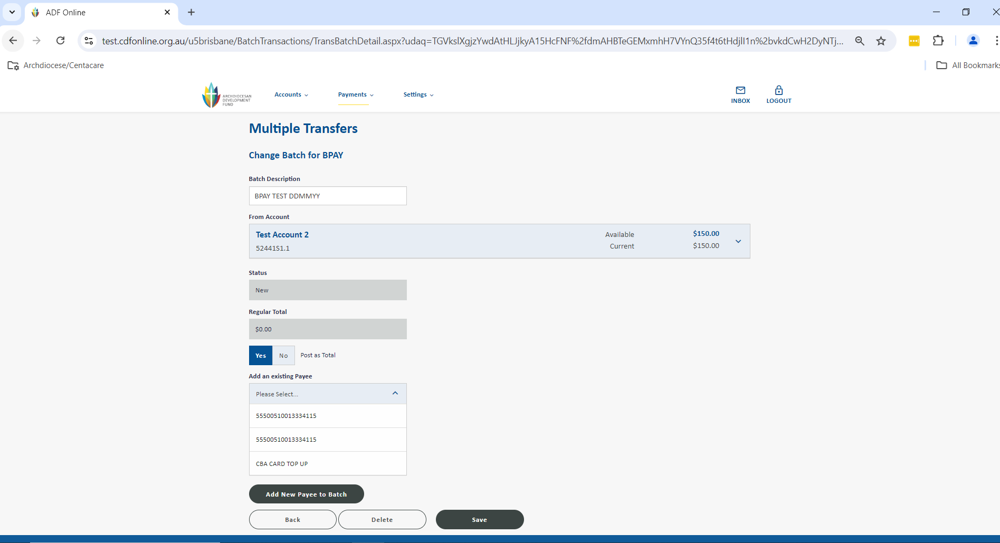 ADF Online
test.cdfonline.org.au/u5brisbane/BatchTransactions/TransBatchDetail.aspx?udaq=TGVkslXgjzYwdAtHLJjkyA15HcFNF%2fdmAHBTeGEMxmhH7VYnQ35f4t6tHdjlI1n%2bvkdCwH2DyNTj...
Archdiocese/Centacare
All Bookmarks
ARCHDIOCESAN
DEVELOPMENT
FUND
Accounts
Payments
Settings
INBOX
LOGOUT
Multiple Transfers
Change Batch for BPAY
Batch Description
BPAY TEST DDMMYY
From Account
Test Account 2
Available
$150.00
52441S1.1
Current
$150.00
Status
New
Regular Total
$0.00
Yes
No
Post as Total
Add an existing Payee
Please Select...
55500510013334115
55500510013334115
CBA CARD TOP UP
Add New Payee to Batch
Back
Delete
Save